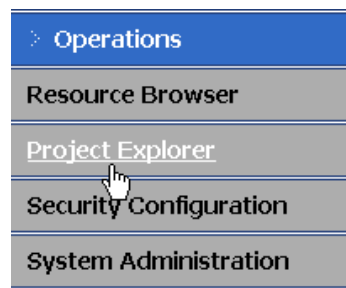 Operations
Resource Browser
Project Explorer
Security Configuration
System Administration